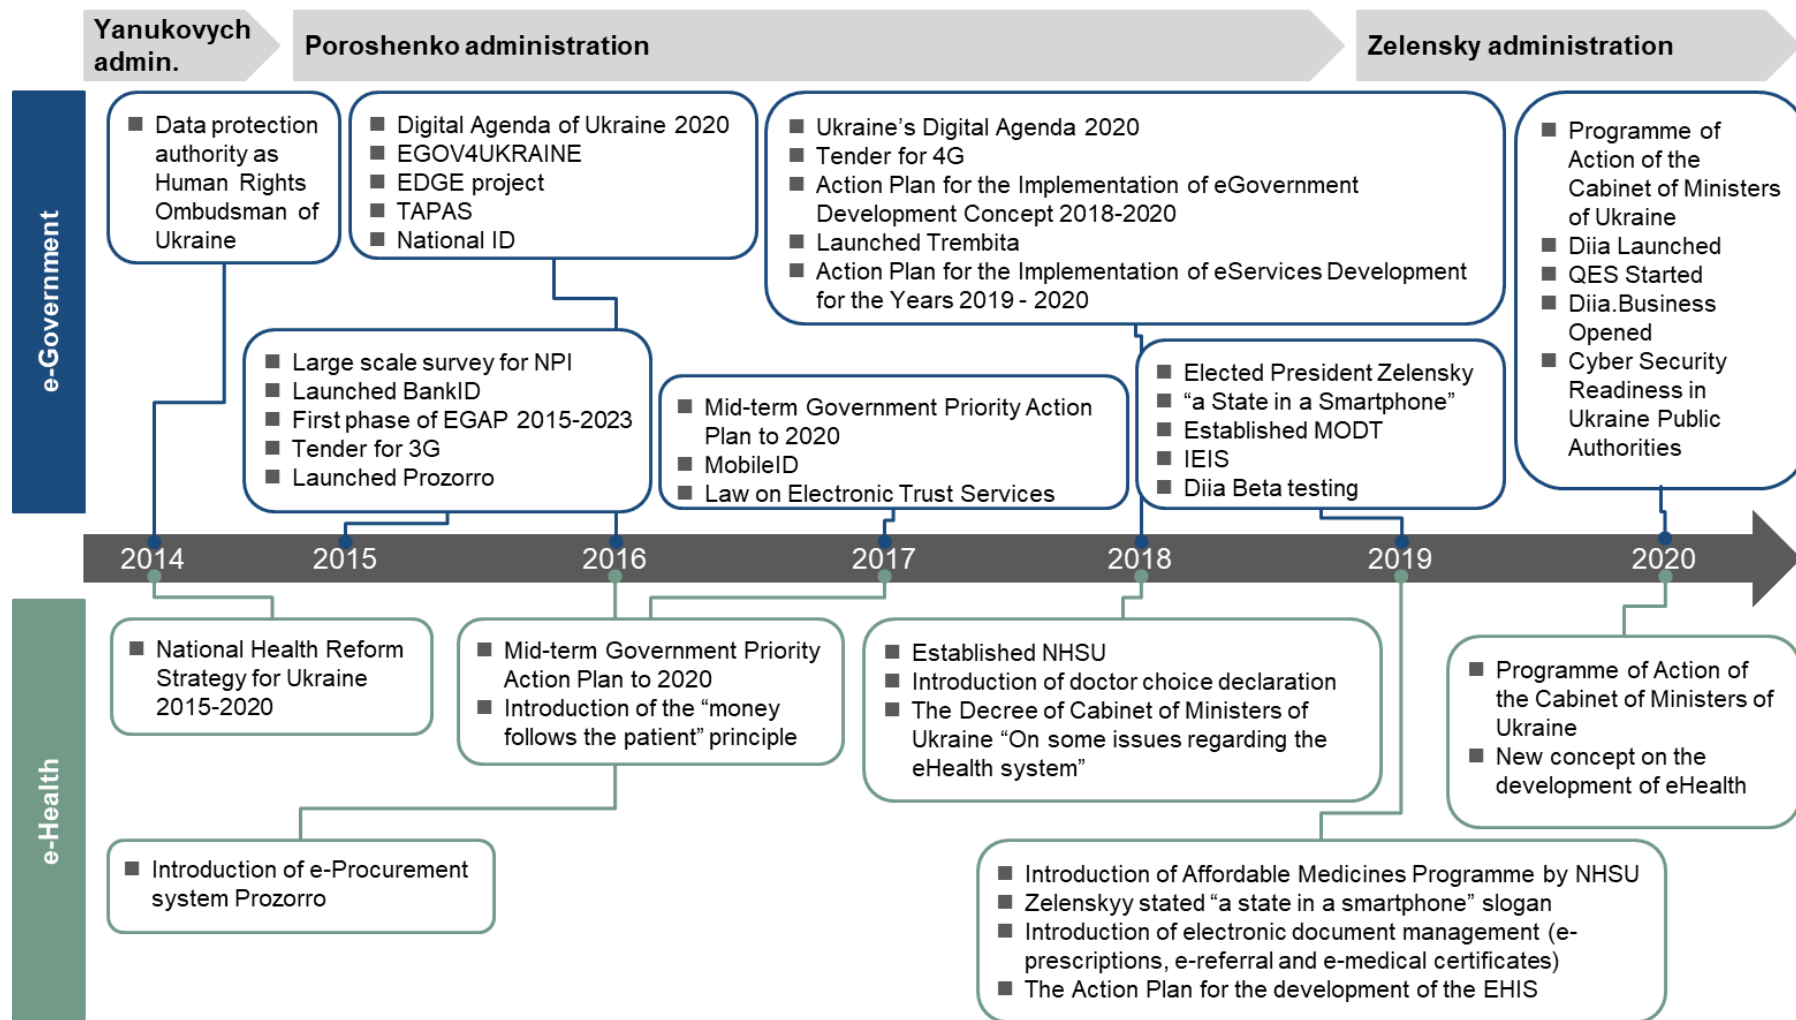 Yanukovych
admin.
Poroshenko administration
Zelensky administration
e-Government
Data protection
authority as
Human Rights
Ombudsman of
Ukraine
Digital Agenda of Ukraine 2020
EGOV4UKRAINE
EDGE project
TAPAS
National ID
Ukraine’s Digital Agenda 2020
Tender for 4G
Action Plan for the Implementation of eGovernment
Development Concept 2018-2020
Launched Trembita
Action Plan for the Implementation of eServices Development
for the Years 2019 - 2020
Programme of
Action of the
Cabinet of Ministers
of Ukraine
Diia Launched
QES Started
Diia.Business
Opened
Cyber Security
Readiness in
Ukraine Public
Authorities
Large scale survey for NPI
Launched BankID
First phase of EGAP 2015-2023
Tender for 3G
Launched Prozorro
Mid-term Government Priority Action
Plan to 2020
MobileID
Law on Electronic Trust Services
Elected President Zelensky
“a State in a Smartphone”
Established MODT
IEIS
Diia Beta testing
2014 2015 2016 2017 2018 2019 2020
e-Health
National Health Reform
Strategy for Ukraine
2015-2020
Mid-term Government Priority
Action Plan to 2020
Introduction of the “money
follows the patient” principle
Established NHSU
Introduction of doctor choice declaration
The Decree of Cabinet of Ministers of
Ukraine “On some issues regarding the
eHealth system”
Programme of Action of
the Cabinet of Ministers of
Ukraine
New concept on the
development of eHealth
Introduction of e-Procurement
system Prozorro
Introduction of Affordable Medicines Programme by NHSU
Zelenskyy stated “a state in a smartphone” slogan
Introduction of electronic document management (e-
prescriptions, e-referral and e-medical certificates)
The Action Plan for the development of the EHIS